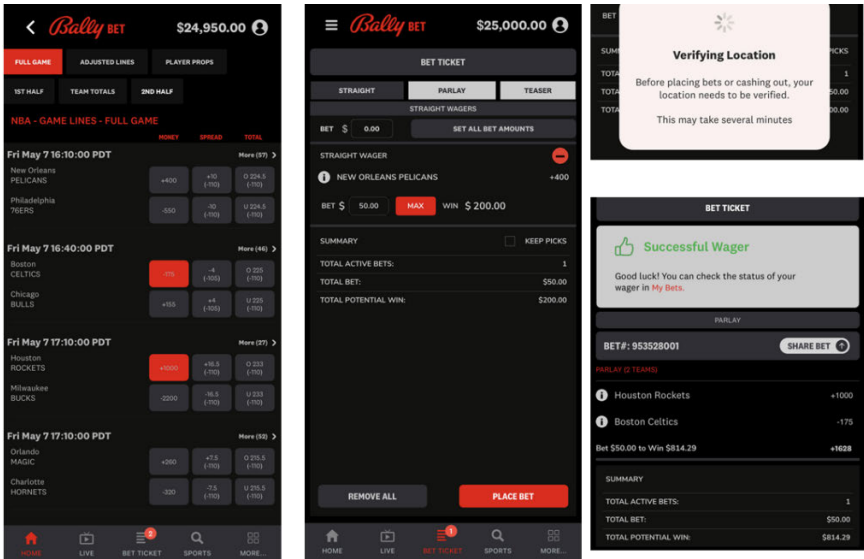 Bally BET
$24,950.00
FULL GAME
ADJUSTED LINES
PLAYER PROPS
1ST HALF
TEAM TOTALS
2ND HALF
NBA - GAME LINES - FULL GAME
MONEY SPREAD TOTAL
Fri May 7 16:10:00 PDT More (57)
New Orleans
PELICANS
+400
+10
(-110)
O 224.5
(-110)
Philadelphia
76ERS
-550
-10
(-110)
U 224.5
(-110)
Fri May 7 16:40:00 PDT More (46)
Boston
CELTICS
-175
-4
(-105)
O 225
(-110)
Chicago
BULLS
+155
+4
(-105)
U 225
(-110)
Fri May 7 17:10:00 PDT More (27)
Houston
ROCKETS
+1000
+16.5
(-110)
O 233
(-110)
Milwaukee
BUCKS
-2200
-16.5
(-110)
U 233
(-110)
Fri May 7 17:10:00 PDT More (52)
Orlando
MAGIC
+260
+7.5
(-110)
O 215.5
(-110)
Charlotte
HORNETS
-320
-7.5
(-110)
U 215.5
(-110)
2
HOME LIVE BET TICKET SPORTS MORE...
Bally BET
$25,000.00
BET TICKET
STRAIGHT
PARLAY
TEASER
STRAIGHT WAGERS
BET $ 0.00
SET ALL BET AMOUNTS
STRAIGHT WAGER
NEW ORLEANS PELICANS +400
BET $ 50.00 MAX WIN $ 200.00
SUMMARY KEEP PICKS
TOTAL ACTIVE BETS: 1
TOTAL BET: $50.00
TOTAL POTENTIAL WIN: $200.00
REMOVE ALL
PLACE BET
1
HOME LIVE BET TICKET SPORTS MORE...
BET
SUMM
PICKS
TOTA
1
TOTA
50.00
TOTA
00.00
Verifying Location
Before placing bets or cashing out, your
location needs to be verified.
This may take several minutes
BET TICKET
Successful Wager
Good luck! You can check the status of your
wager in My Bets.
PARLAY
BET#: 953528001
SHARE BET
PARLAY (2 TEAMS)
Houston Rockets +1000
Boston Celtics -175
Bet $50.00 to Win $814.29 +1628
SUMMARY
TOTAL ACTIVE BETS: 1
TOTAL BET: $50.00
TOTAL POTENTIAL WIN: $814.29